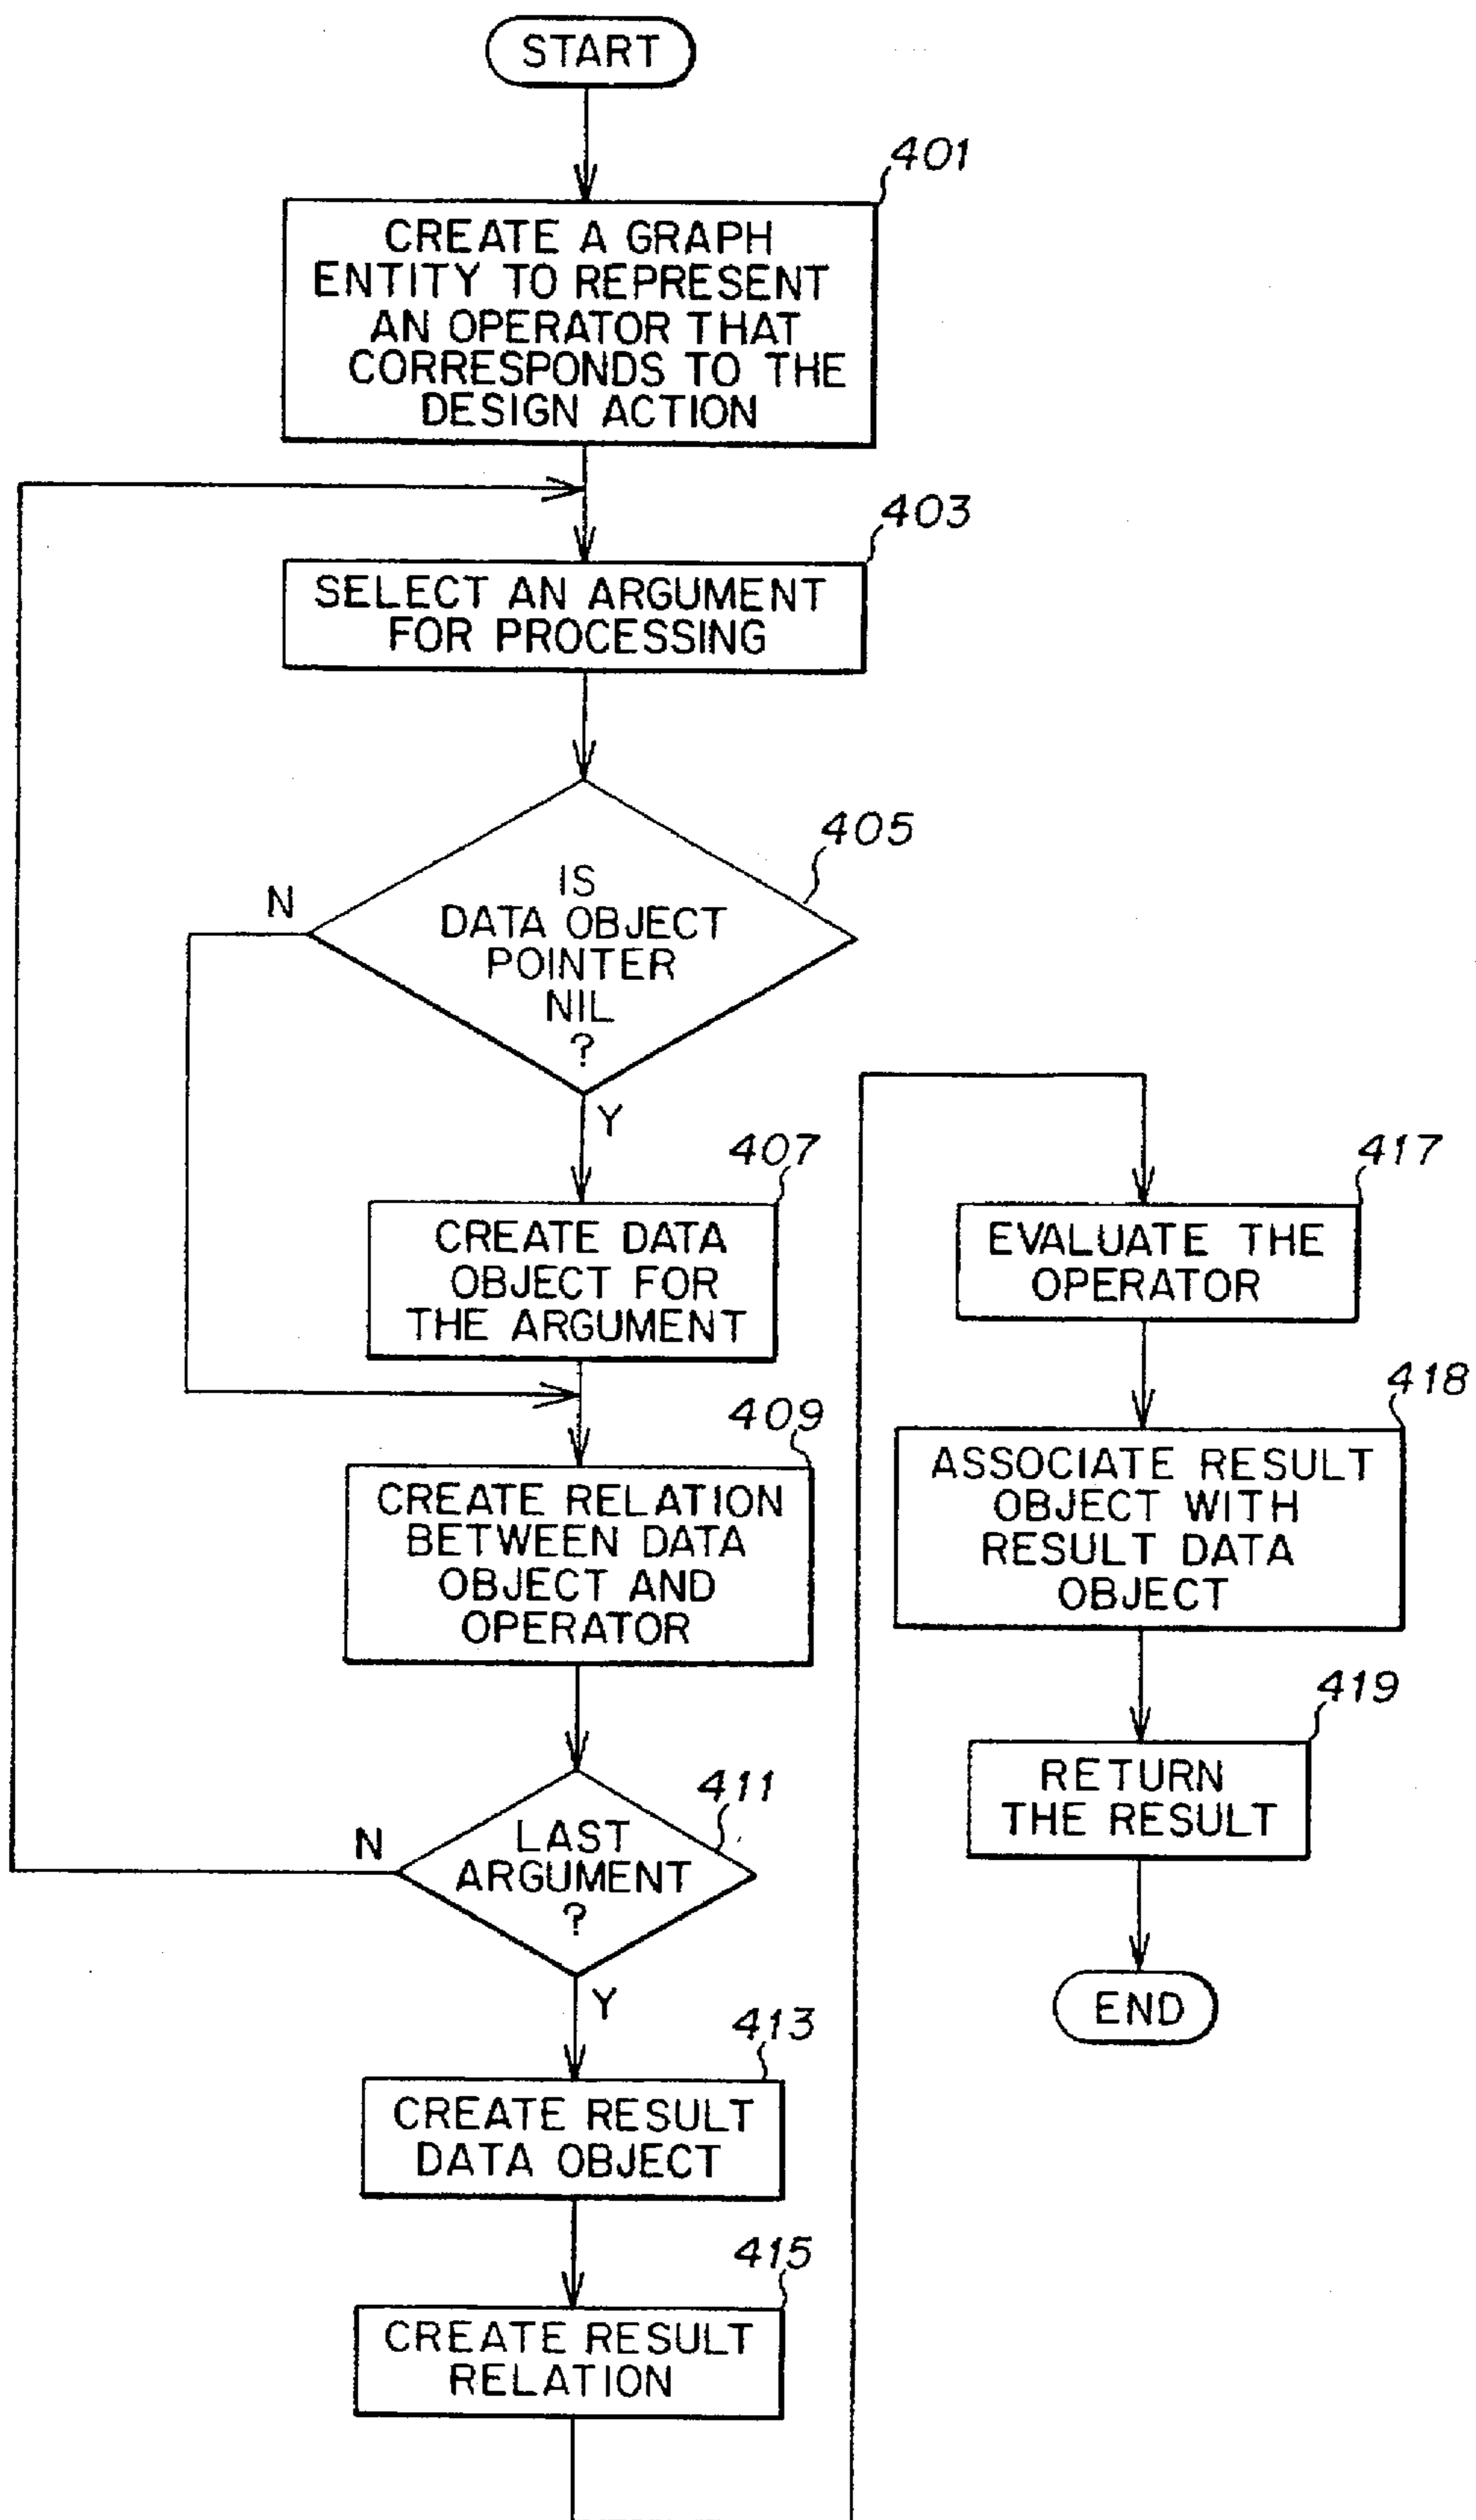 START
401
CREATE A GRAPH
ENTITY TO REPRESENT
AN OPERATOR THAT
CORRESPONDS TO THE
DESIGN ACTION
403
SELECT AN ARGUMENT
FOR PROCESSING
405
N
IS
DATA OBJECT
POINTER
NIL
?
Y
407
CREATE DATA
OBJECT FOR
THE ARGUMENT
409
CREATE RELATION
BETWEEN DATA
OBJECT AND
OPERATOR
411
N
LAST
ARGUMENT
?
Y
413
CREATE RESULT
DATA OBJECT
415
CREATE RESULT
RELATION
417
EVALUATE THE
OPERATOR
418
ASSOCIATE RESULT
OBJECT WITH
RESULT DATA
OBJECT
419
RETURN
THE RESULT
END